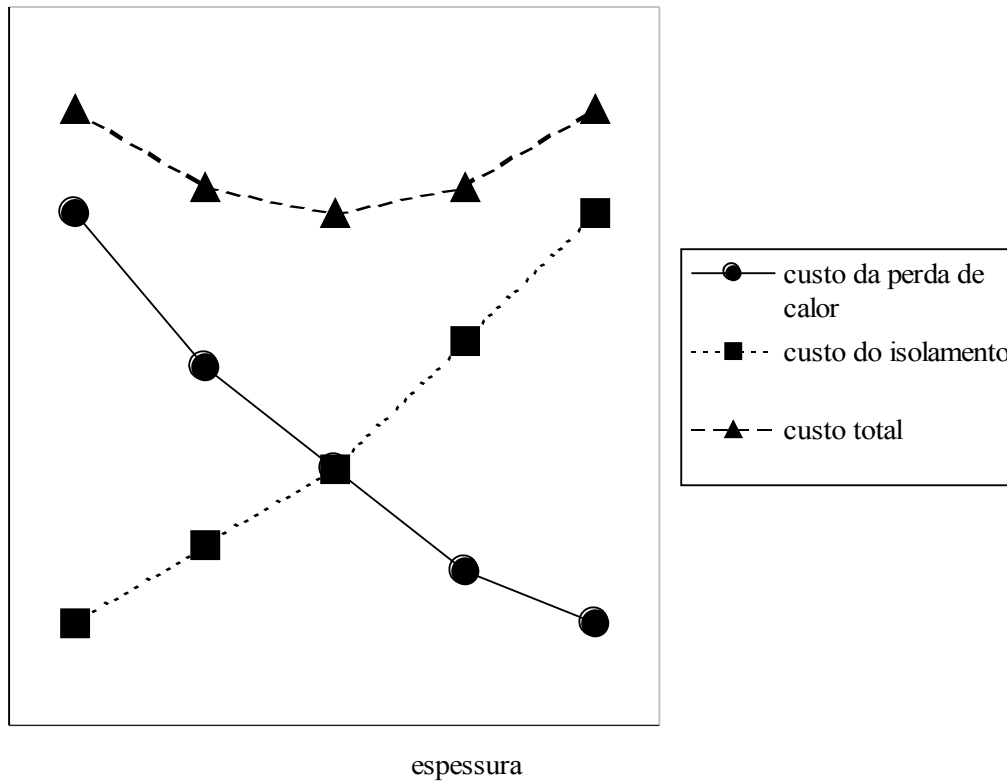 custo da perda de
calor
custo do isolamento
custo total
espessura